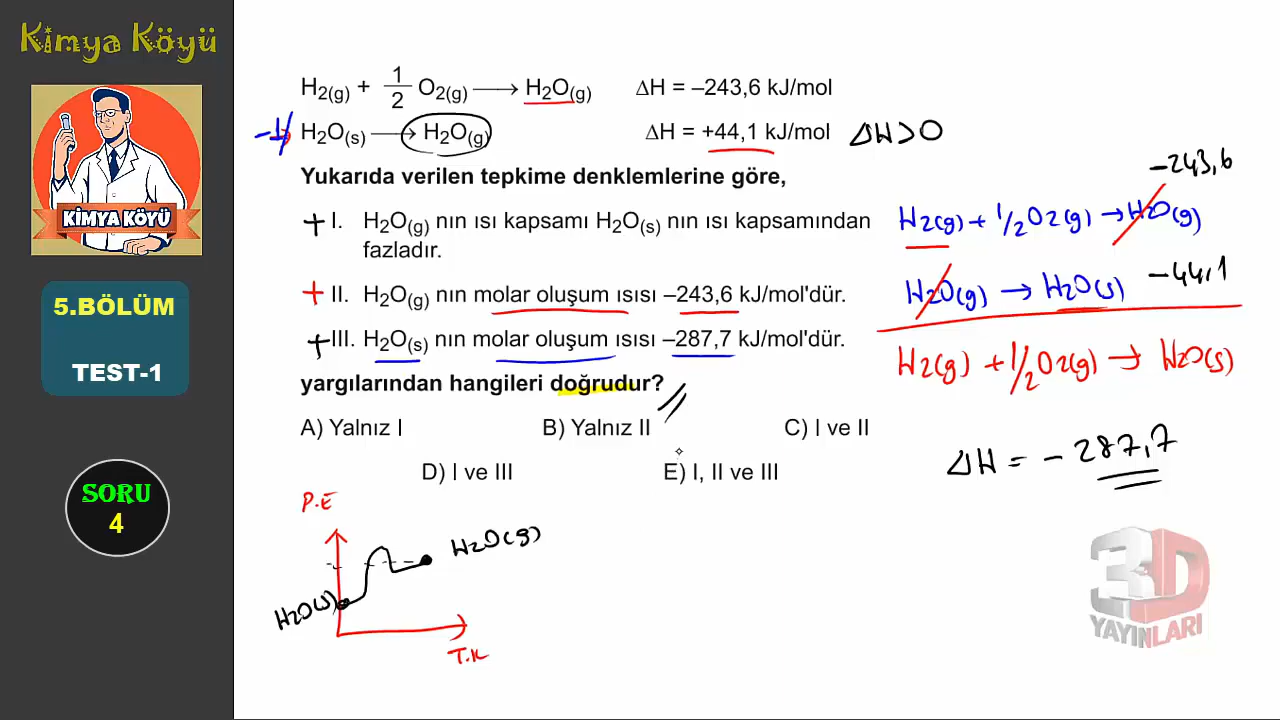 Kimya Köyü
KİMYA KÖYÜ
5.BÖLÜM
TEST-1
SORU
4
H2(g) + 1/2 O2(g) ⟶ H2O(g) ΔH = –243,6 kJ/mol
-1/ H2O(s) ⟶ H2O(g) ΔH = +44,1 kJ/mol ΔH>0
Yukarıda verilen tepkime denklemlerine göre,
+ I. H2O(g) nın ısı kapsamı H2O(s) nın ısı kapsamından
fazladır.
+ II. H2O(g) nın molar oluşum ısısı –243,6 kJ/mol'dür.
+ III. H2O(s) nın molar oluşum ısısı –287,7 kJ/mol'dür.
yargılarından hangileri doğrudur?
A) Yalnız I B) Yalnız II C) I ve II
D) I ve III E) I, II ve III
-243,6
H2(g) + 1/2O2(g) → H2O(g)
H2O(g) → H2O(s) -44,1
H2(g) + 1/2O2(g) → H2O(s)
ΔH = -287,7
P.E
H2O(g)
H2O(s)
T.K
3D
YAYINLARI